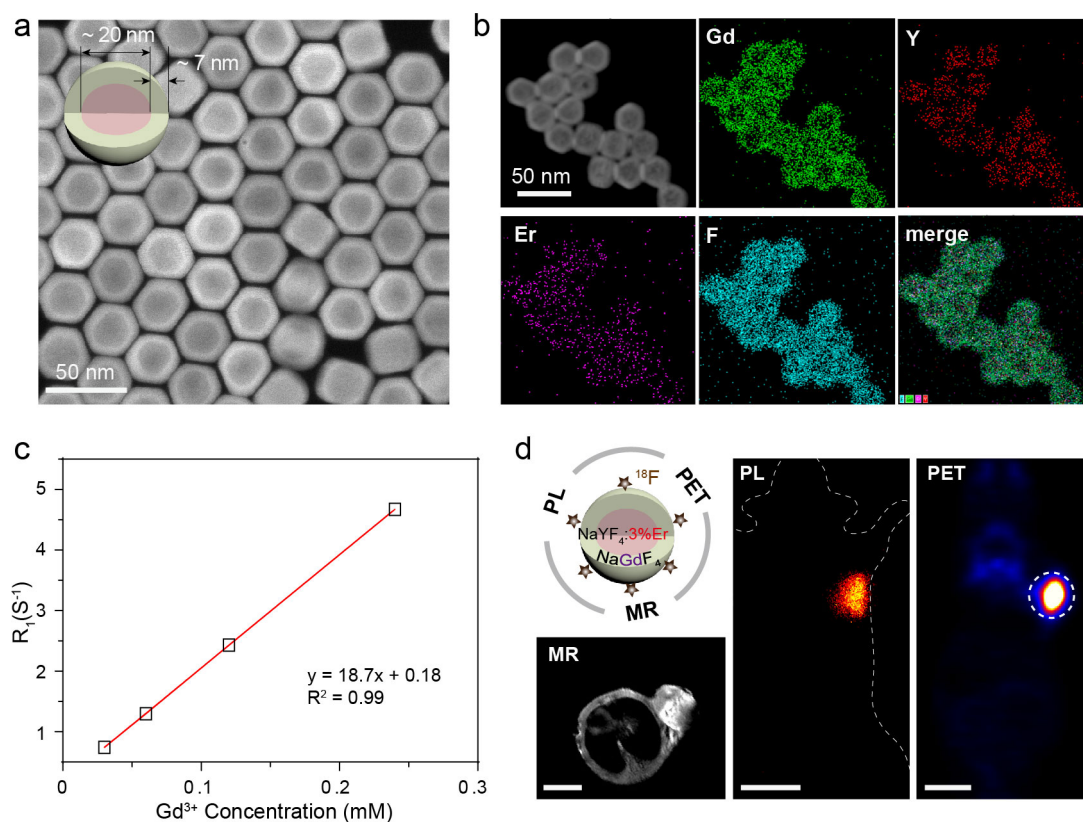 a
~ 20 nm
~ 7 nm
50 nm
b
Gd
Y
50 nm
Er
F
merge
c
5
4
3
2
1
R₁(S⁻¹)
y = 18.7x + 0.18
R² = 0.99
0
0.1
0.2
0.3
Gd³⁺ Concentration (mM)
d
¹⁸F
PL
PET
NaYF₄:3%Er
NaGdF₄
MR
MR
PL
PET